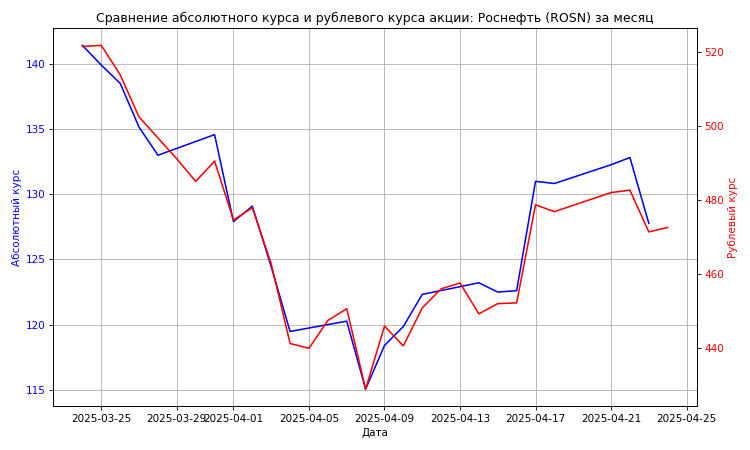 Сравнение абсолютного курса и рублевого курса акции: Роснефть (ROSN) за месяц
140
135
130
125
120
115
Абсолютный курс
520
500
480
460
440
Рублевый курс
2025-03-25 2025-03-29 2025-04-01 2025-04-05 2025-04-09 2025-04-13 2025-04-17 2025-04-21 2025-04-25
Дата